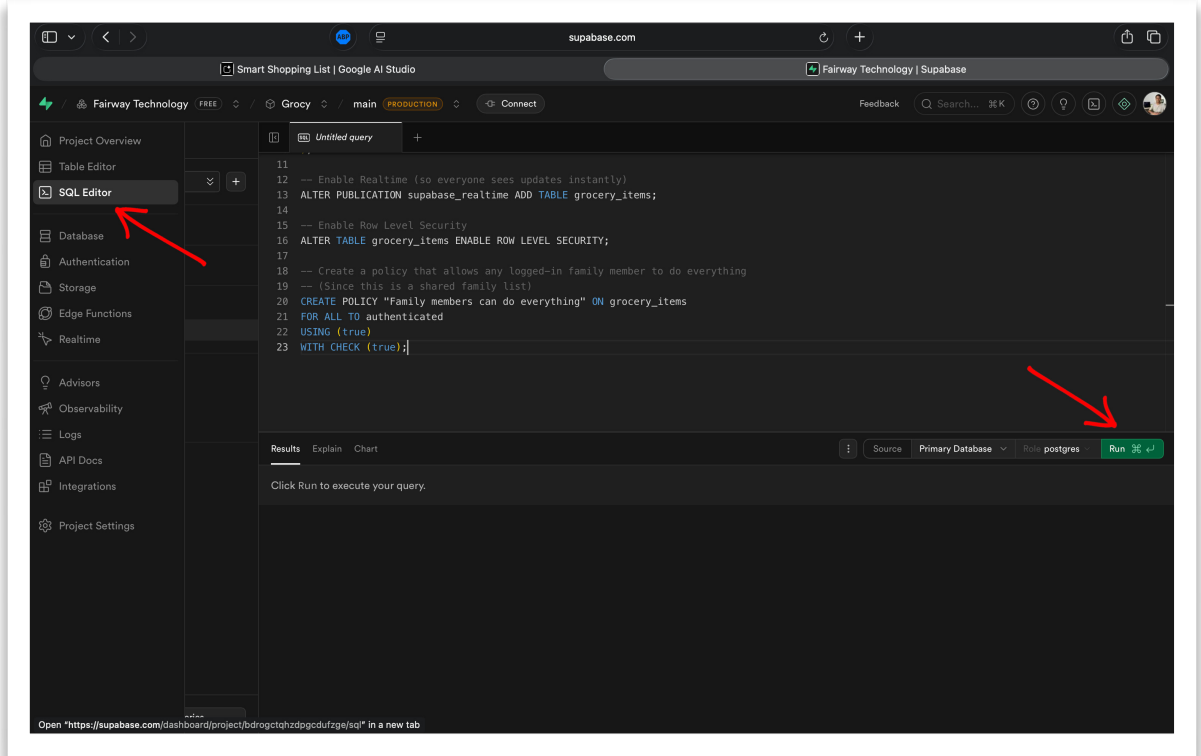 supabase.com
Smart Shopping List | Google AI Studio
Fairway Technology | Supabase
Fairway Technology FREE / Grocy / main PRODUCTION Connect
Feedback Search... ⌘K
Project Overview
Table Editor
SQL Editor
Database
Authentication
Storage
Edge Functions
Realtime
Advisors
Observability
Logs
API Docs
Integrations
Project Settings
SQL Untitled query
11
12 -- Enable Realtime (so everyone sees updates instantly)
13 ALTER PUBLICATION supabase_realtime ADD TABLE grocery_items;
14
15 -- Enable Row Level Security
16 ALTER TABLE grocery_items ENABLE ROW LEVEL SECURITY;
17
18 -- Create a policy that allows any logged-in family member to do everything
19 -- (Since this is a shared family list)
20 CREATE POLICY "Family members can do everything" ON grocery_items
21 FOR ALL TO authenticated
22 USING (true)
23 WITH CHECK (true);
Results Explain Chart
Source Primary Database Role postgres Run ⌘ ↵
Click Run to execute your query.
Open "https://supabase.com/dashboard/project/bdrogctqhzdpgcdufzge/sql" in a new tab
ABP